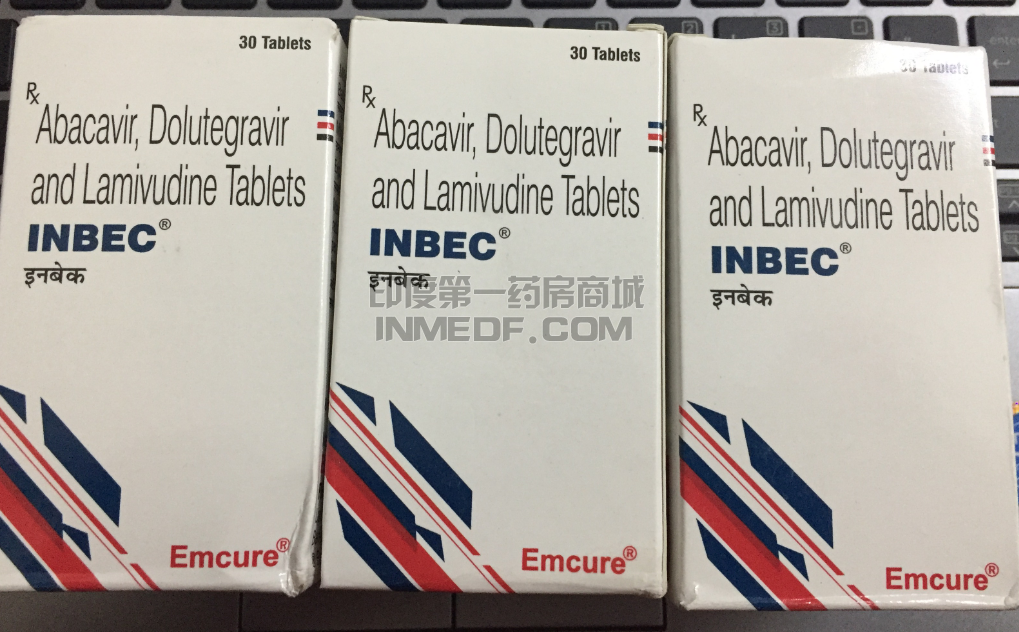 30 Tablets
Rx
Abacavir, Dolutegravir
and Lamivudine Tablets
INBEC®
इनबेक
Emcure®
30 Tablets
Rx
Abacavir, Dolutegravir
and Lamivudine Tablets
INBEC®
इनबेक
印度第一药房商城
INMEDF.COM
Emcure®
30 Tablets
Rx
Abacavir, Dolutegravir
and Lamivudine Tablets
INBEC®
इनबेक
Emcure®